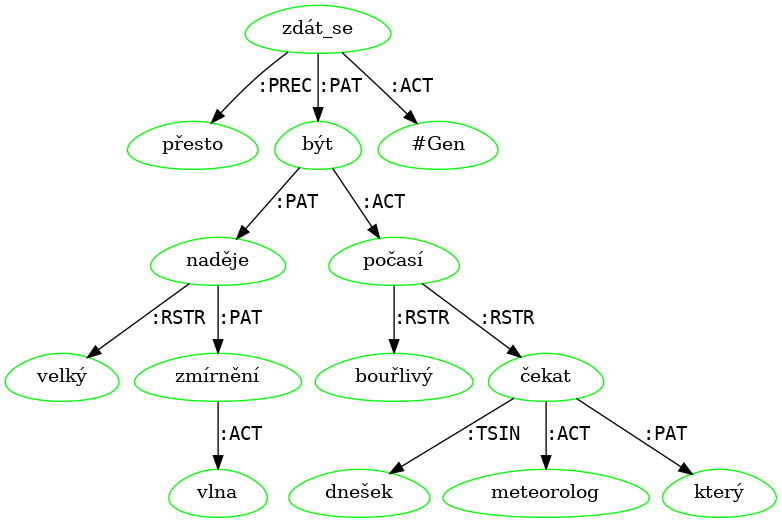 zdát_se
:PREC :PAT :ACT
přesto být #Gen
:PAT :ACT
naděje počasí
:RSTR :PAT :RSTR :RSTR
velký zmírnění bouřlivý čekat
:ACT :TSIN :ACT :PAT
vlna dnešek meteorolog který